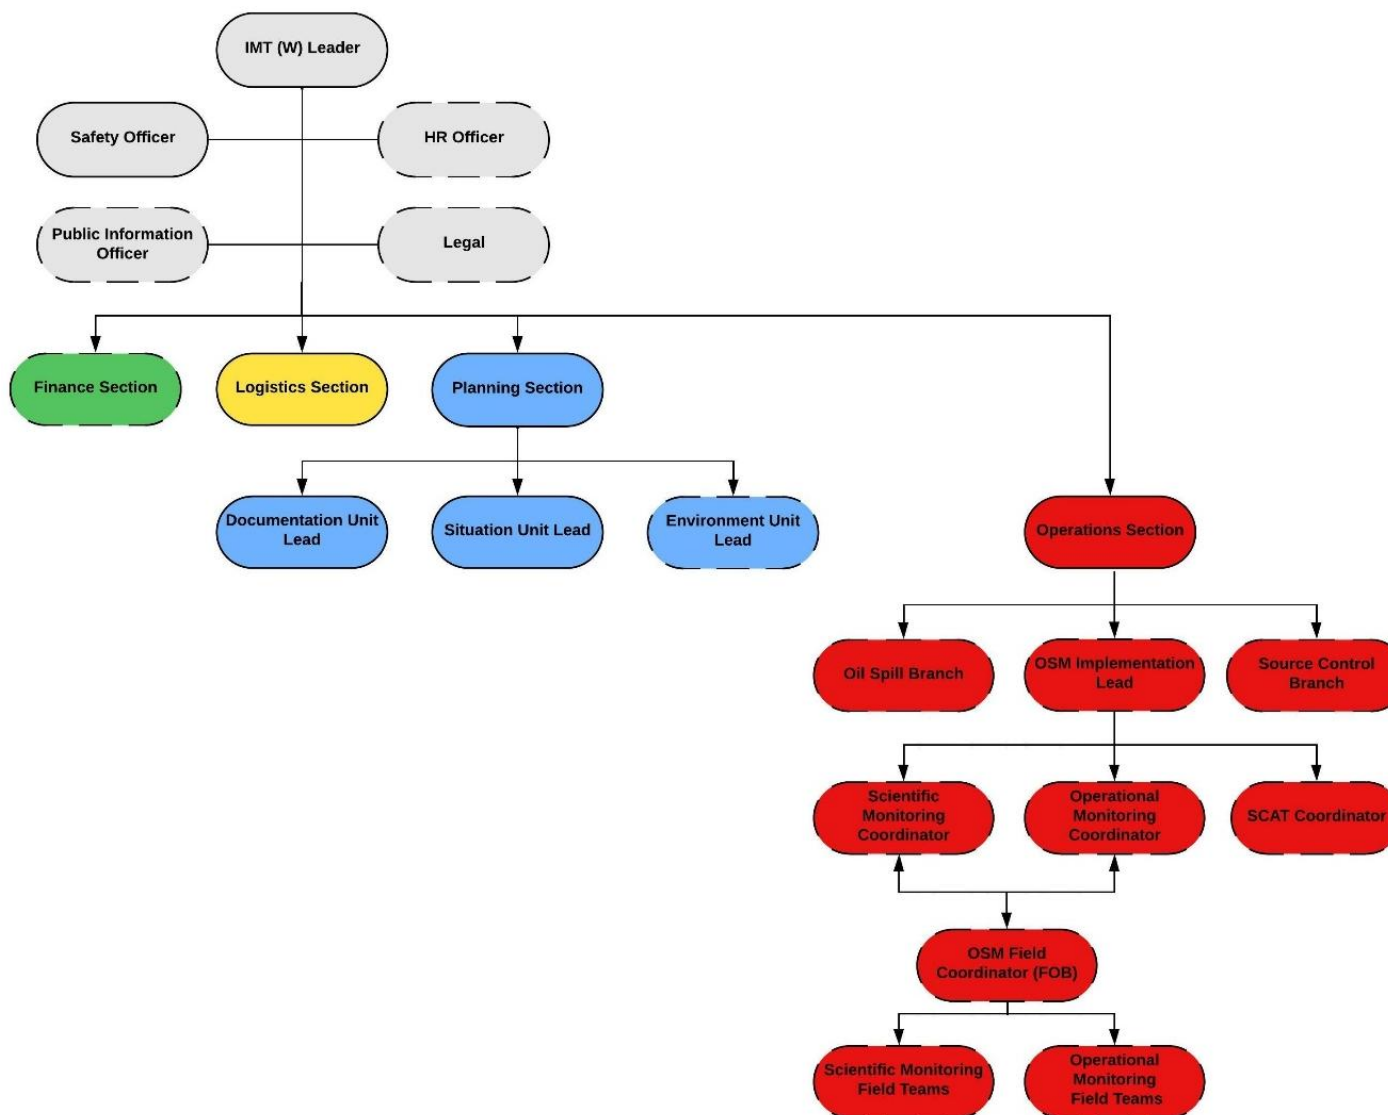 IMT (W) Leader
Safety Officer
HR Officer
Public Information
Officer
Legal
Finance Section
Logistics Section
Planning Section
Documentation Unit
Lead
Situation Unit Lead
Environment Unit
Lead
Operations Section
Oil Spill Branch
OSM Implementation
Lead
Source Control
Branch
Scientific
Monitoring
Coordinator
Operational
Monitoring
Coordinator
SCAT Coordinator
OSM Field
Coordinator (FOB)
Scientific Monitoring
Field Teams
Operational
Monitoring
Field Teams